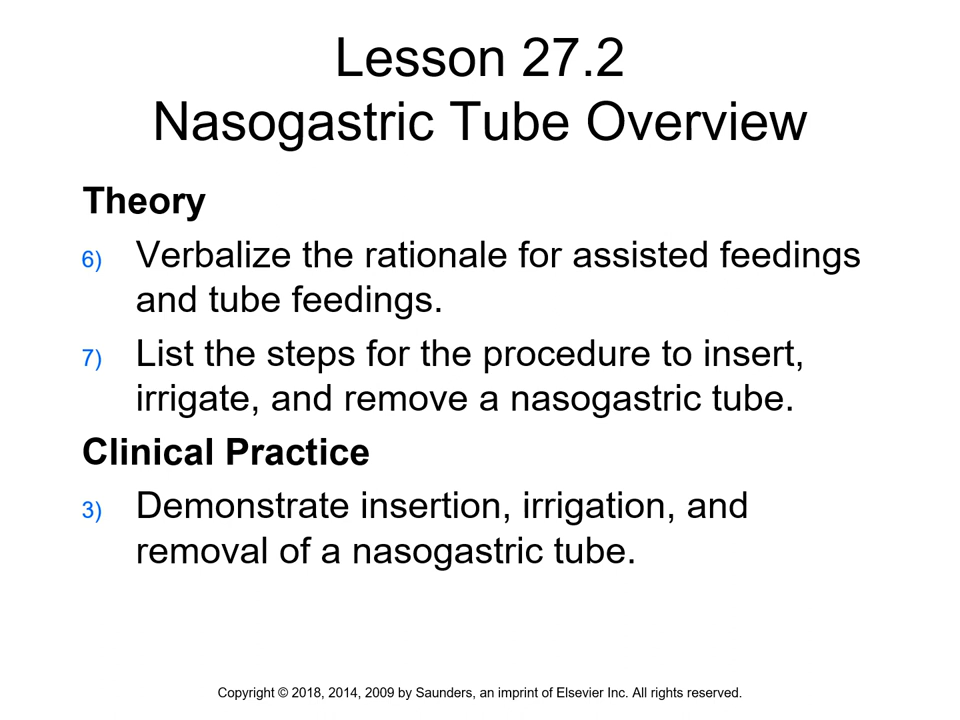 Lesson 27.2
Nasogastric Tube Overview
Theory
6) Verbalize the rationale for assisted feedings
and tube feedings.
7) List the steps for the procedure to insert,
irrigate, and remove a nasogastric tube.
Clinical Practice
3) Demonstrate insertion, irrigation, and
removal of a nasogastric tube.
Copyright © 2018, 2014, 2009 by Saunders, an imprint of Elsevier Inc. All rights reserved.